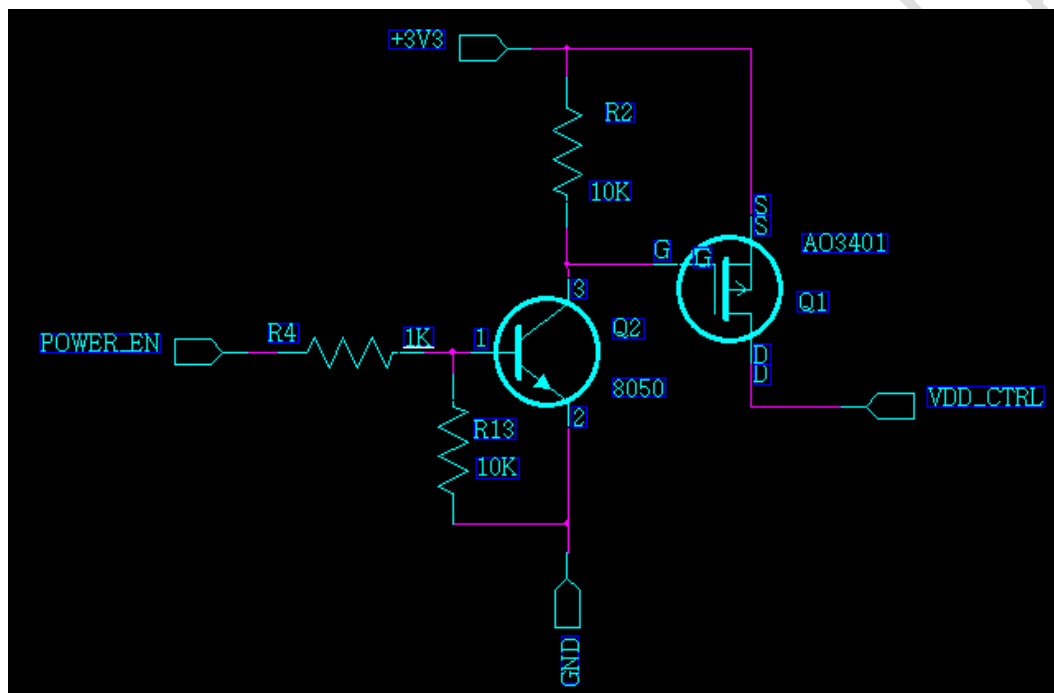 +3V3
R2
10K
S
S
G
G
AO3401
Q1
3
Q2
8050
POWER_EN
R4
1K
1
2
R13
10K
D
D
VDD_CTRL
GND